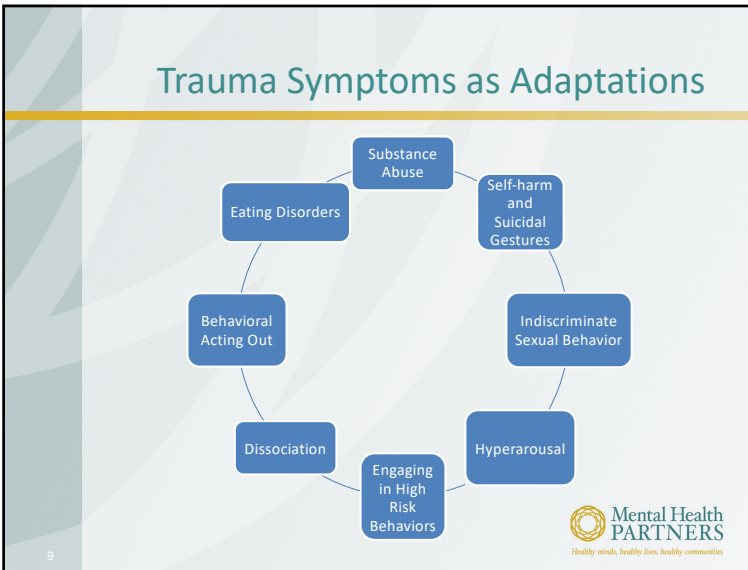 Trauma Symptoms as Adaptations
Substance
Abuse
Self-harm
and
Suicidal
Gestures
Indiscriminate
Sexual Behavior
Hyperarousal
Engaging
in High
Risk
Behaviors
Dissociation
Behavioral
Acting Out
Eating Disorders
Mental Health
PARTNERS
Healthy minds, healthy lives, healthy communities
9